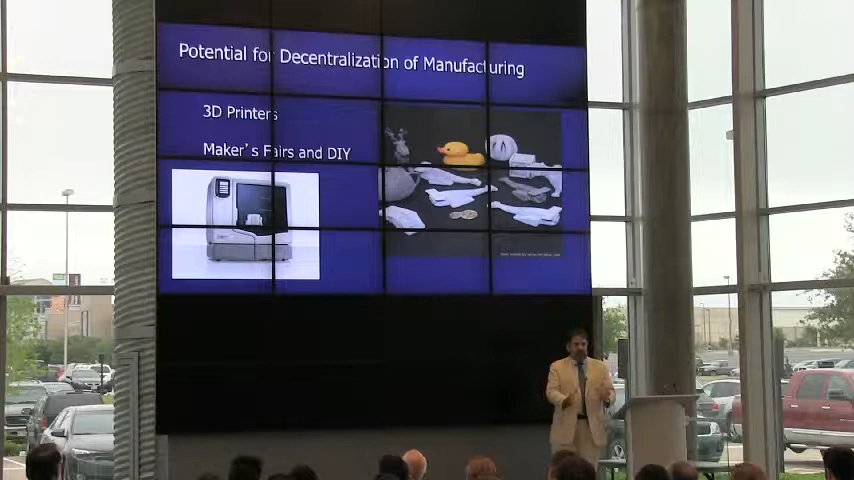 Potential for Decentralization of Manufacturing
3D Printers
Maker's Fairs and DIY